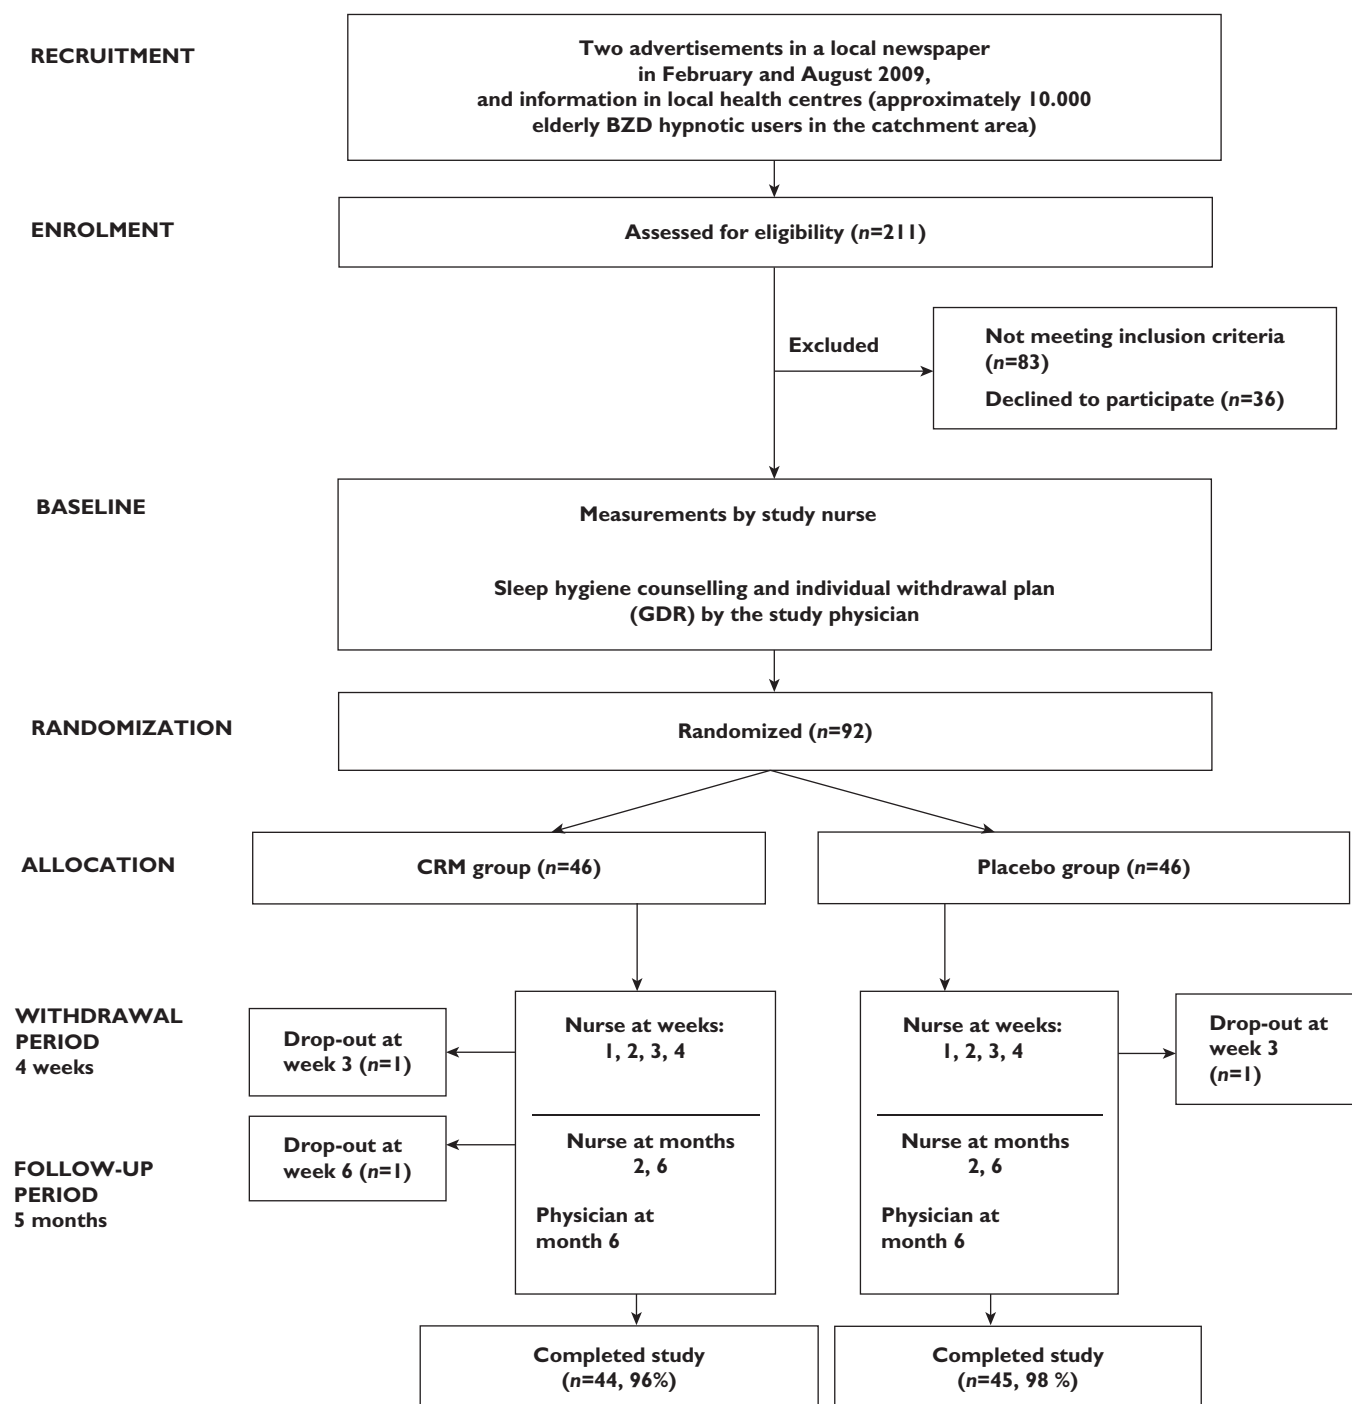 RECRUITMENT
Two advertisements in a local newspaper
in February and August 2009,
and information in local health centres (approximately 10.000
elderly BZD hypnotic users in the catchment area)
ENROLMENT
Assessed for eligibility (n=211)
Excluded
Not meeting inclusion criteria
(n=83)
Declined to participate (n=36)
BASELINE
Measurements by study nurse
Sleep hygiene counselling and individual withdrawal plan
(GDR) by the study physician
RANDOMIZATION
Randomized (n=92)
ALLOCATION
CRM group (n=46)
Placebo group (n=46)
WITHDRAWAL
PERIOD
4 weeks
Drop-out at
week 3 (n=1)
Nurse at weeks:
1, 2, 3, 4
Nurse at weeks:
1, 2, 3, 4
Drop-out at
week 3
(n=1)
FOLLOW-UP
PERIOD
5 months
Drop-out at
week 6 (n=1)
Nurse at months
2, 6
Physician at
month 6
Nurse at months
2, 6
Physician at
month 6
Completed study
(n=44, 96%)
Completed study
(n=45, 98 %)